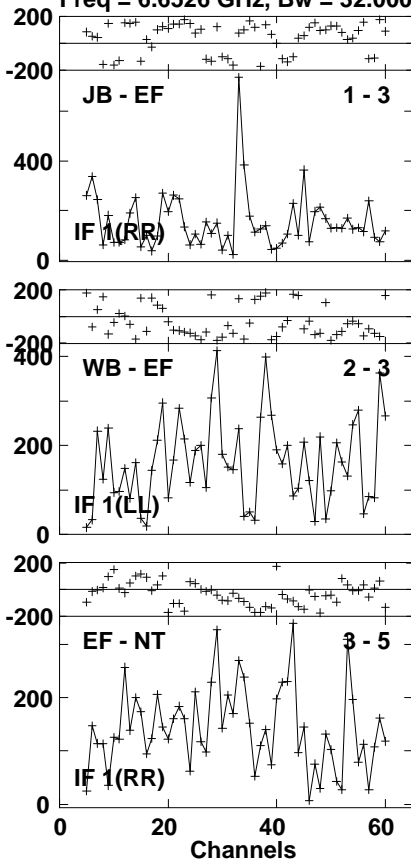 Freq = 6.6526 GHz, Bw = 32.000
200
-200
JB - EF 1 - 3
400
IF 1(RR)
0
200
-200
400
WB - EF 2 - 3
200
IF 1(LL)
0
200
-200
EF - NT 3 - 5
200
IF 1(RR)
0
0 20 40 60
Channels